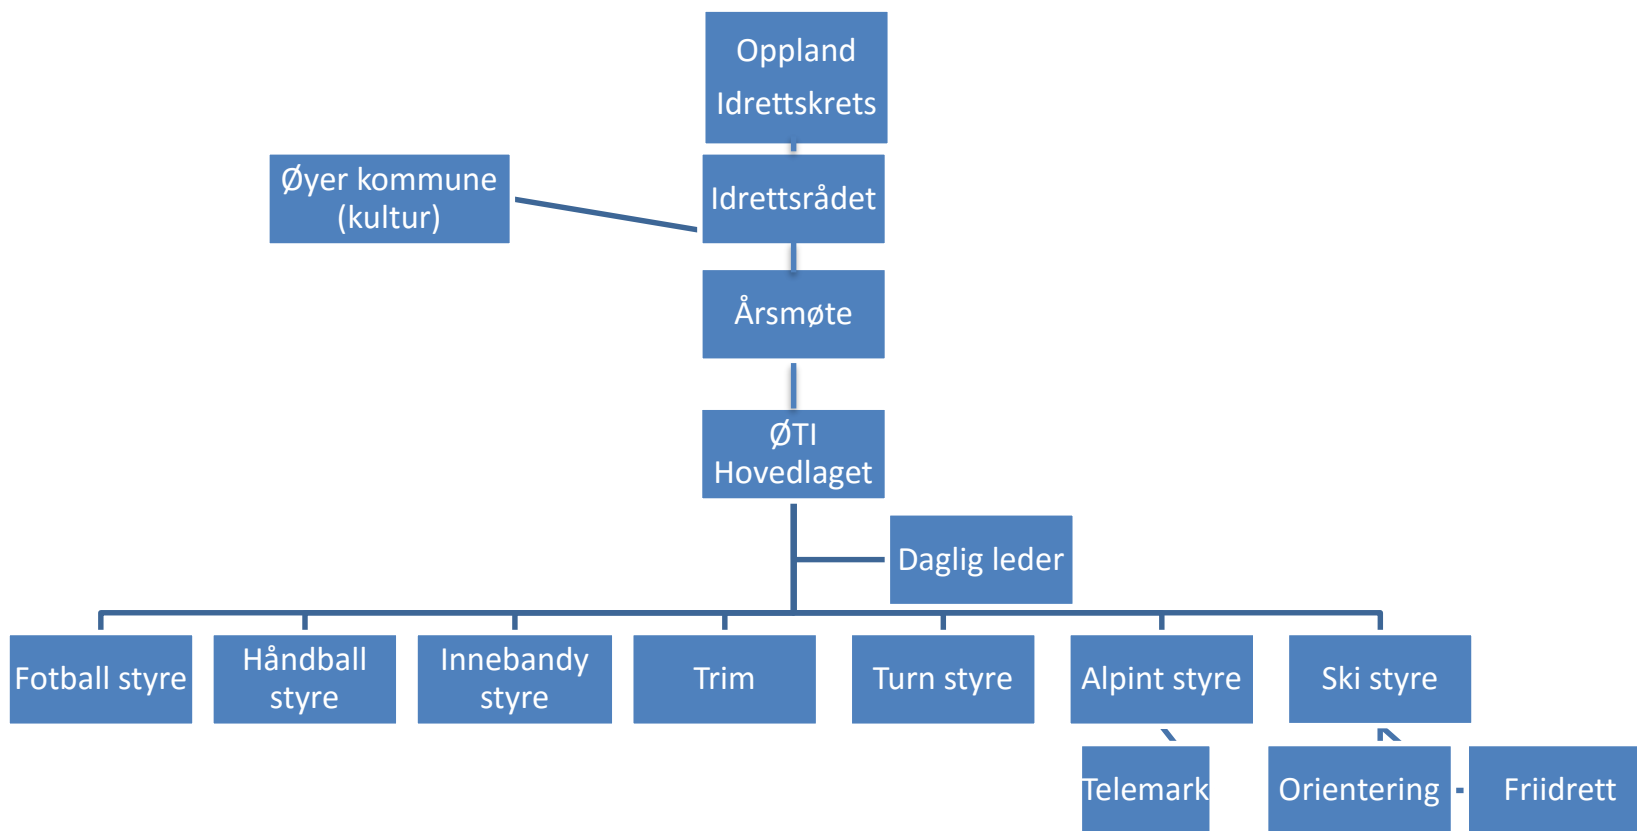 Oppland
Idrettskrets
Øyer kommune
(kultur)
Idrettsrådet
Årsmøte
ØTI
Hovedlaget
Daglig leder
Fotball styre
Håndball
styre
Innebandy
styre
Trim
Turn styre
Alpint styre
Ski styre
Telemark
Orientering
Friidrett